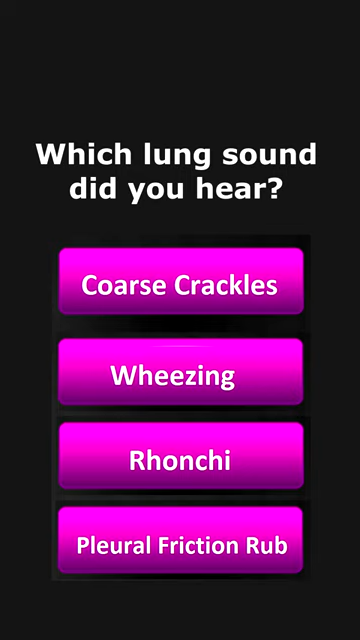 Which lung sound
did you hear?
Coarse Crackles
Wheezing
Rhonchi
Pleural Friction Rub